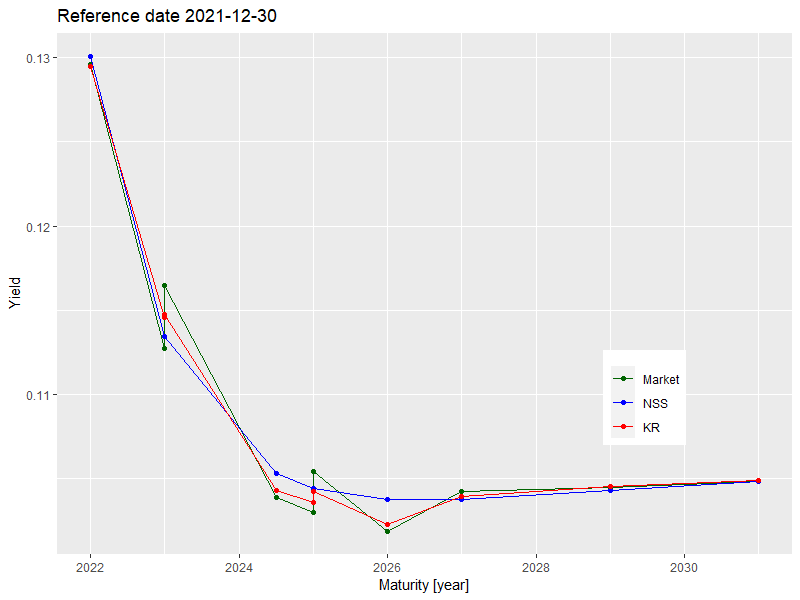 Reference date 2021-12-30
0.13
0.12
0.11
Yield
Market
NSS
KR
2022 2024 2026 2028 2030
Maturity [year]